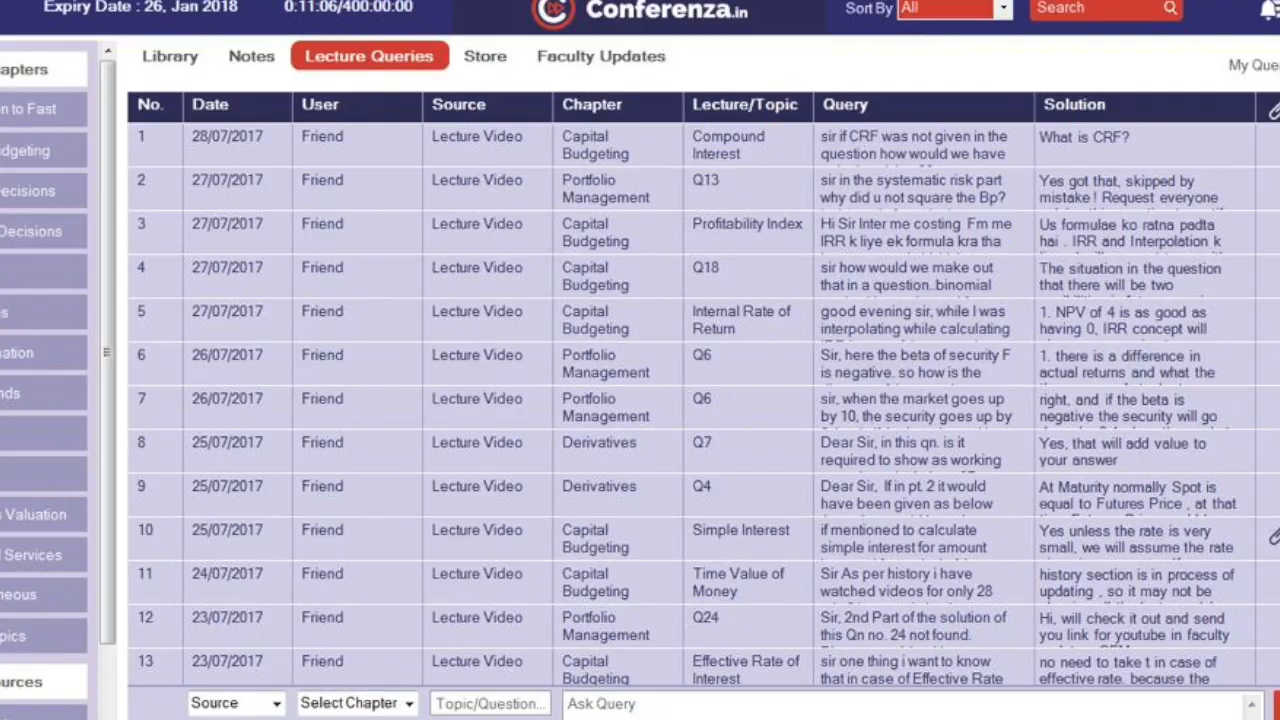 Expiry Date : 26, Jan 2018 0:11:06/400:00:00 Conferenza.in Sort By All Search
Library Notes Lecture Queries Store Faculty Updates
My Que
apters
n to Fast
dgeting
ecisions
Decisions
s
ation
nds
s Valuation
l Services
neous
pics
urces
No. Date User Source Chapter Lecture/Topic Query Solution
1 28/07/2017 Friend Lecture Video Capital Compound sir if CRF was not given in the What is CRF?
Budgeting Interest question how would we have
2 27/07/2017 Friend Lecture Video Portfolio Q13 sir in the systematic risk part Yes got that, skipped by
Management why did u not square the Bp? mistake ! Request everyone
3 27/07/2017 Friend Lecture Video Capital Profitability Index Hi Sir Inter me costing Fm me Us formulae ko ratna padta
Budgeting IRR k liye ek formula kra tha hai . IRR and Interpolation k
4 27/07/2017 Friend Lecture Video Capital Q18 sir how would we make out The situation in the question
Budgeting that in a question..binomial that there will be two
5 27/07/2017 Friend Lecture Video Capital Internal Rate of good evening sir, while I was 1. NPV of 4 is as good as
Budgeting Return interpolating while calculating having 0, IRR concept will
6 26/07/2017 Friend Lecture Video Portfolio Q6 Sir, here the beta of security F 1. there is a difference in
Management is negative. so how is the actual returns and what the
7 26/07/2017 Friend Lecture Video Portfolio Q6 sir, when the market goes up right, and if the beta is
Management by 10, the security goes up by negative the security will go
8 25/07/2017 Friend Lecture Video Derivatives Q7 Dear Sir, in this qn. is it Yes, that will add value to
required to show as working your answer
9 25/07/2017 Friend Lecture Video Derivatives Q4 Dear Sir, If in pt. 2 it would At Maturity normally Spot is
have been given as below equal to Futures Price , at that
10 25/07/2017 Friend Lecture Video Capital Simple Interest if mentioned to calculate Yes unless the rate is very
Budgeting simple interest for amount small, we will assume the rate
11 24/07/2017 Friend Lecture Video Capital Time Value of Sir As per history i have history section is in process of
Budgeting Money watched videos for only 28 updating , so it may not be
12 23/07/2017 Friend Lecture Video Portfolio Q24 Sir, 2nd Part of the solution of Hi, will check it out and send
Management this Qn no. 24 not found. you link for youtube in faculty
13 23/07/2017 Friend Lecture Video Capital Effective Rate of sir one thing i want to know no need to take t in case of
Budgeting Interest that in case of Effective Rate effective rate. because the
Source Select Chapter Topic/Question... Ask Query